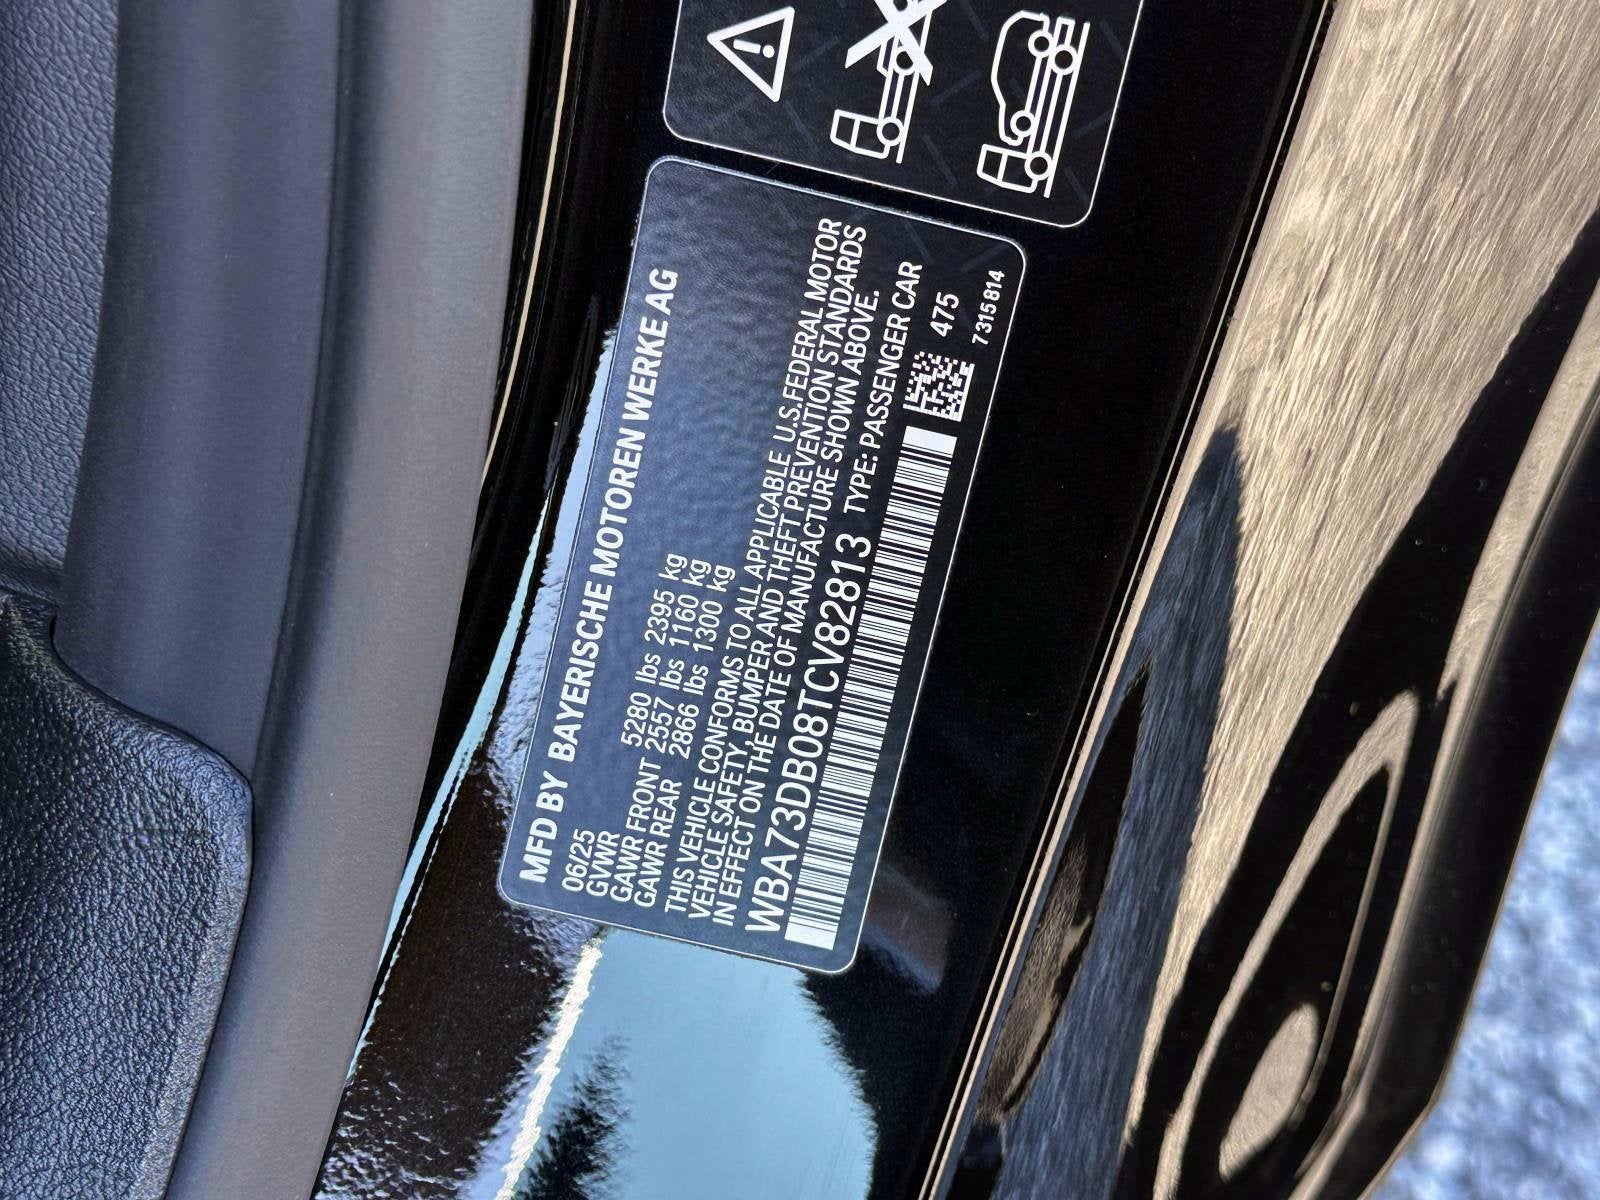 MFD BY BAYERISCHE MOTOREN WERKE AG
06/25
GVWR 5280 lbs 2395 kg
GAWR FRONT 2557 lbs 1160 kg
GAWR REAR 2866 lbs 1300 kg
THIS VEHICLE CONFORMS TO ALL APPLICABLE U.S.FEDERAL MOTOR
VEHICLE SAFETY, BUMPER AND THEFT PREVENTION STANDARDS
IN EFFECT ON THE DATE OF MANUFACTURE SHOWN ABOVE.
WBA73DB08TCV82813 TYPE: PASSENGER CAR
475
7315814